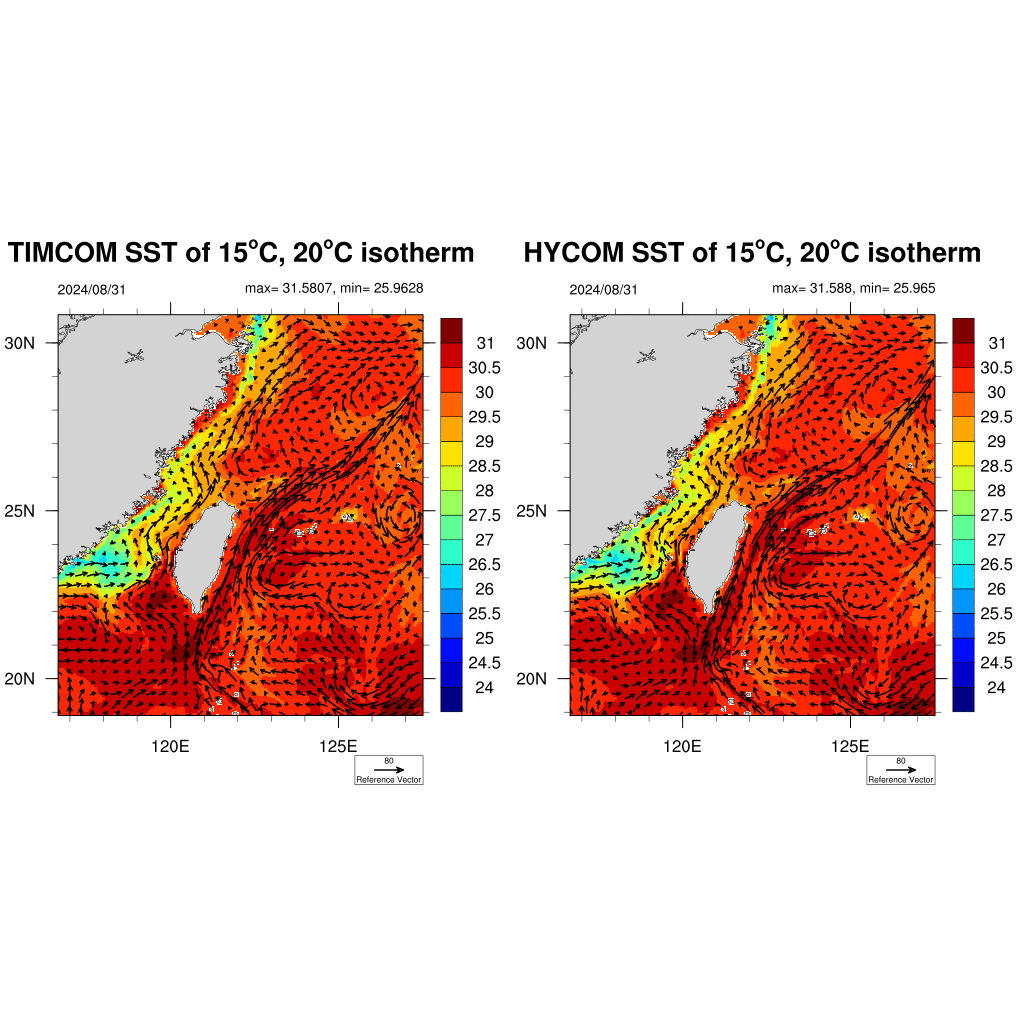 TIMCOM SST of 15°C, 20°C isotherm
2024/08/31
max= 31.5807, min= 25.9628
30N
25N
20N
120E
125E
31
30.5
30
29.5
29
28.5
28
27.5
27
26.5
26
25.5
25
24.5
24
80
Reference Vector
HYCOM SST of 15°C, 20°C isotherm
2024/08/31
max= 31.588, min= 25.965
30N
25N
20N
120E
125E
31
30.5
30
29.5
29
28.5
28
27.5
27
26.5
26
25.5
25
24.5
24
80
Reference Vector